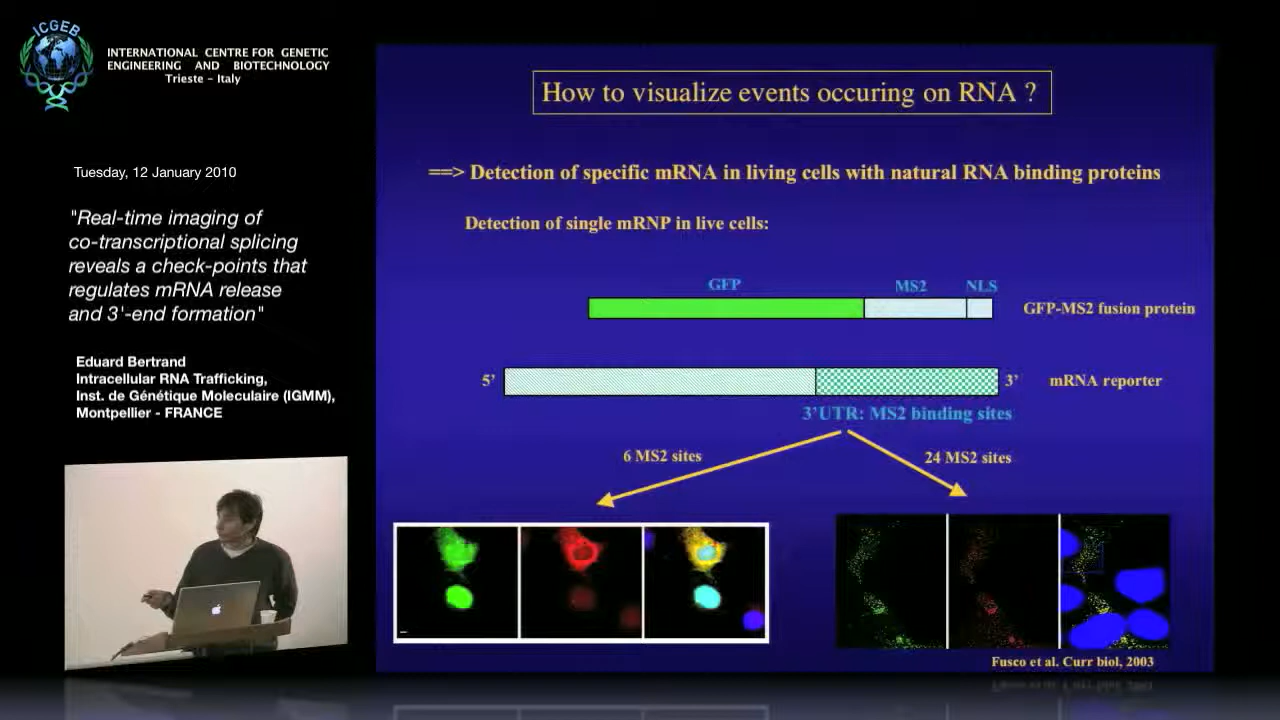 ICGEB
INTERNATIONAL CENTRE FOR GENETIC
ENGINEERING AND BIOTECHNOLOGY
Trieste - Italy
Tuesday, 12 January 2010
"Real-time imaging of
co-transcriptional splicing
reveals a check-points that
regulates mRNA release
and 3'-end formation"
Eduard Bertrand
Intracellular RNA Trafficking,
Inst. de Génétique Moleculaire (IGMM),
Montpellier - FRANCE
How to visualize events occuring on RNA ?
==> Detection of specific mRNA in living cells with natural RNA binding proteins
Detection of single mRNP in live cells:
GFP MS2 NLS
GFP-MS2 fusion protein
5' 3' mRNA reporter
3'UTR: MS2 binding sites
6 MS2 sites 24 MS2 sites
Fusco et al. Curr biol, 2003